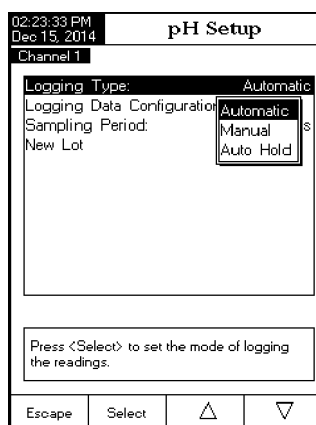 02:23:33 PM
Dec 15, 2014
pH Setup
Channel 1
Logging Type: Automatic
Logging Data Configuration
Sampling Period: s
New Lot
Automatic
Manual
Auto Hold
Press <Select> to set the mode of logging
the readings.
Escape Select △ ▽